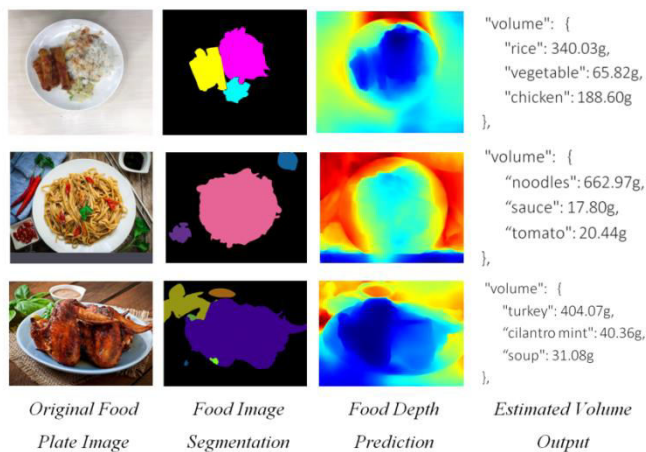 "volume": {
"rice": 340.03g,
"vegetable": 65.82g,
"chicken": 188.60g
},
"volume": {
“noodles": 662.97g,
“sauce": 17.80g,
“tomato": 20.44g
},
"volume": {
"turkey": 404.07g,
"cilantro mint": 40.36g,
“soup": 31.08g
},
Original Food Plate Image
Food Image Segmentation
Food Depth Prediction
Estimated Volume Output